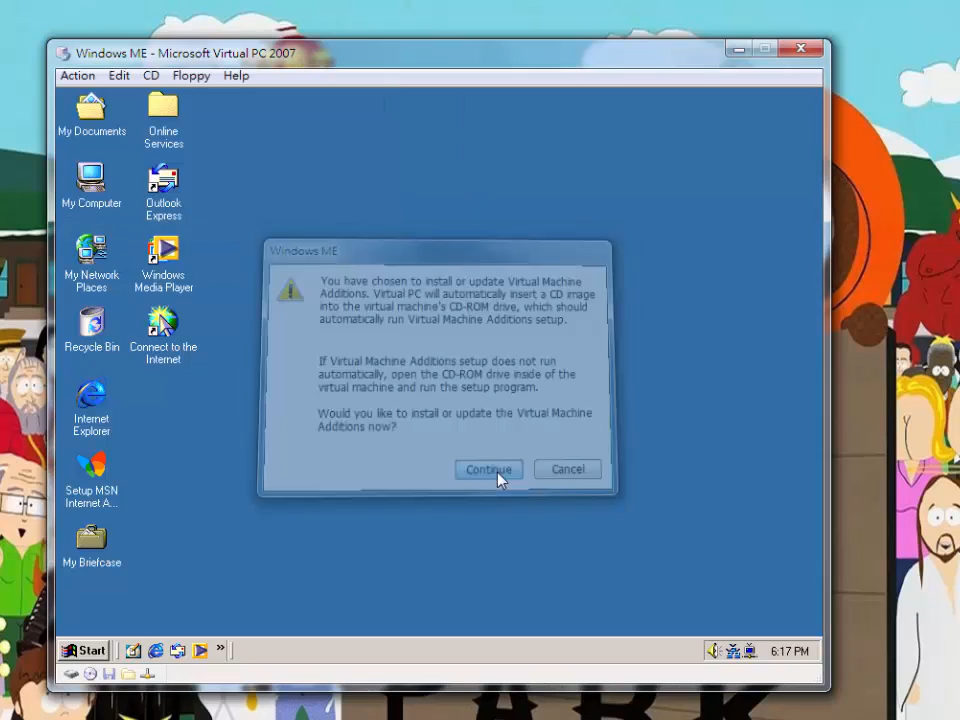 Windows ME - Microsoft Virtual PC 2007
Action Edit CD Floppy Help
My Documents
Online
Services
My Computer
Outlook
Express
My Network
Places
Windows
Media Player
Recycle Bin
Connect to the
Internet
Internet
Explorer
Setup MSN
Internet A...
My Briefcase
Windows ME
You have chosen to install or update Virtual Machine
Additions. Virtual PC will automatically insert a CD image
into the virtual machine's CD-ROM drive, which should
automatically run Virtual Machine Additions setup.
If Virtual Machine Additions setup does not run
automatically, open the CD-ROM drive inside of the
virtual machine and run the setup program.
Would you like to install or update the Virtual Machine
Additions now?
Continue Cancel
Start
6:17 PM
PARK